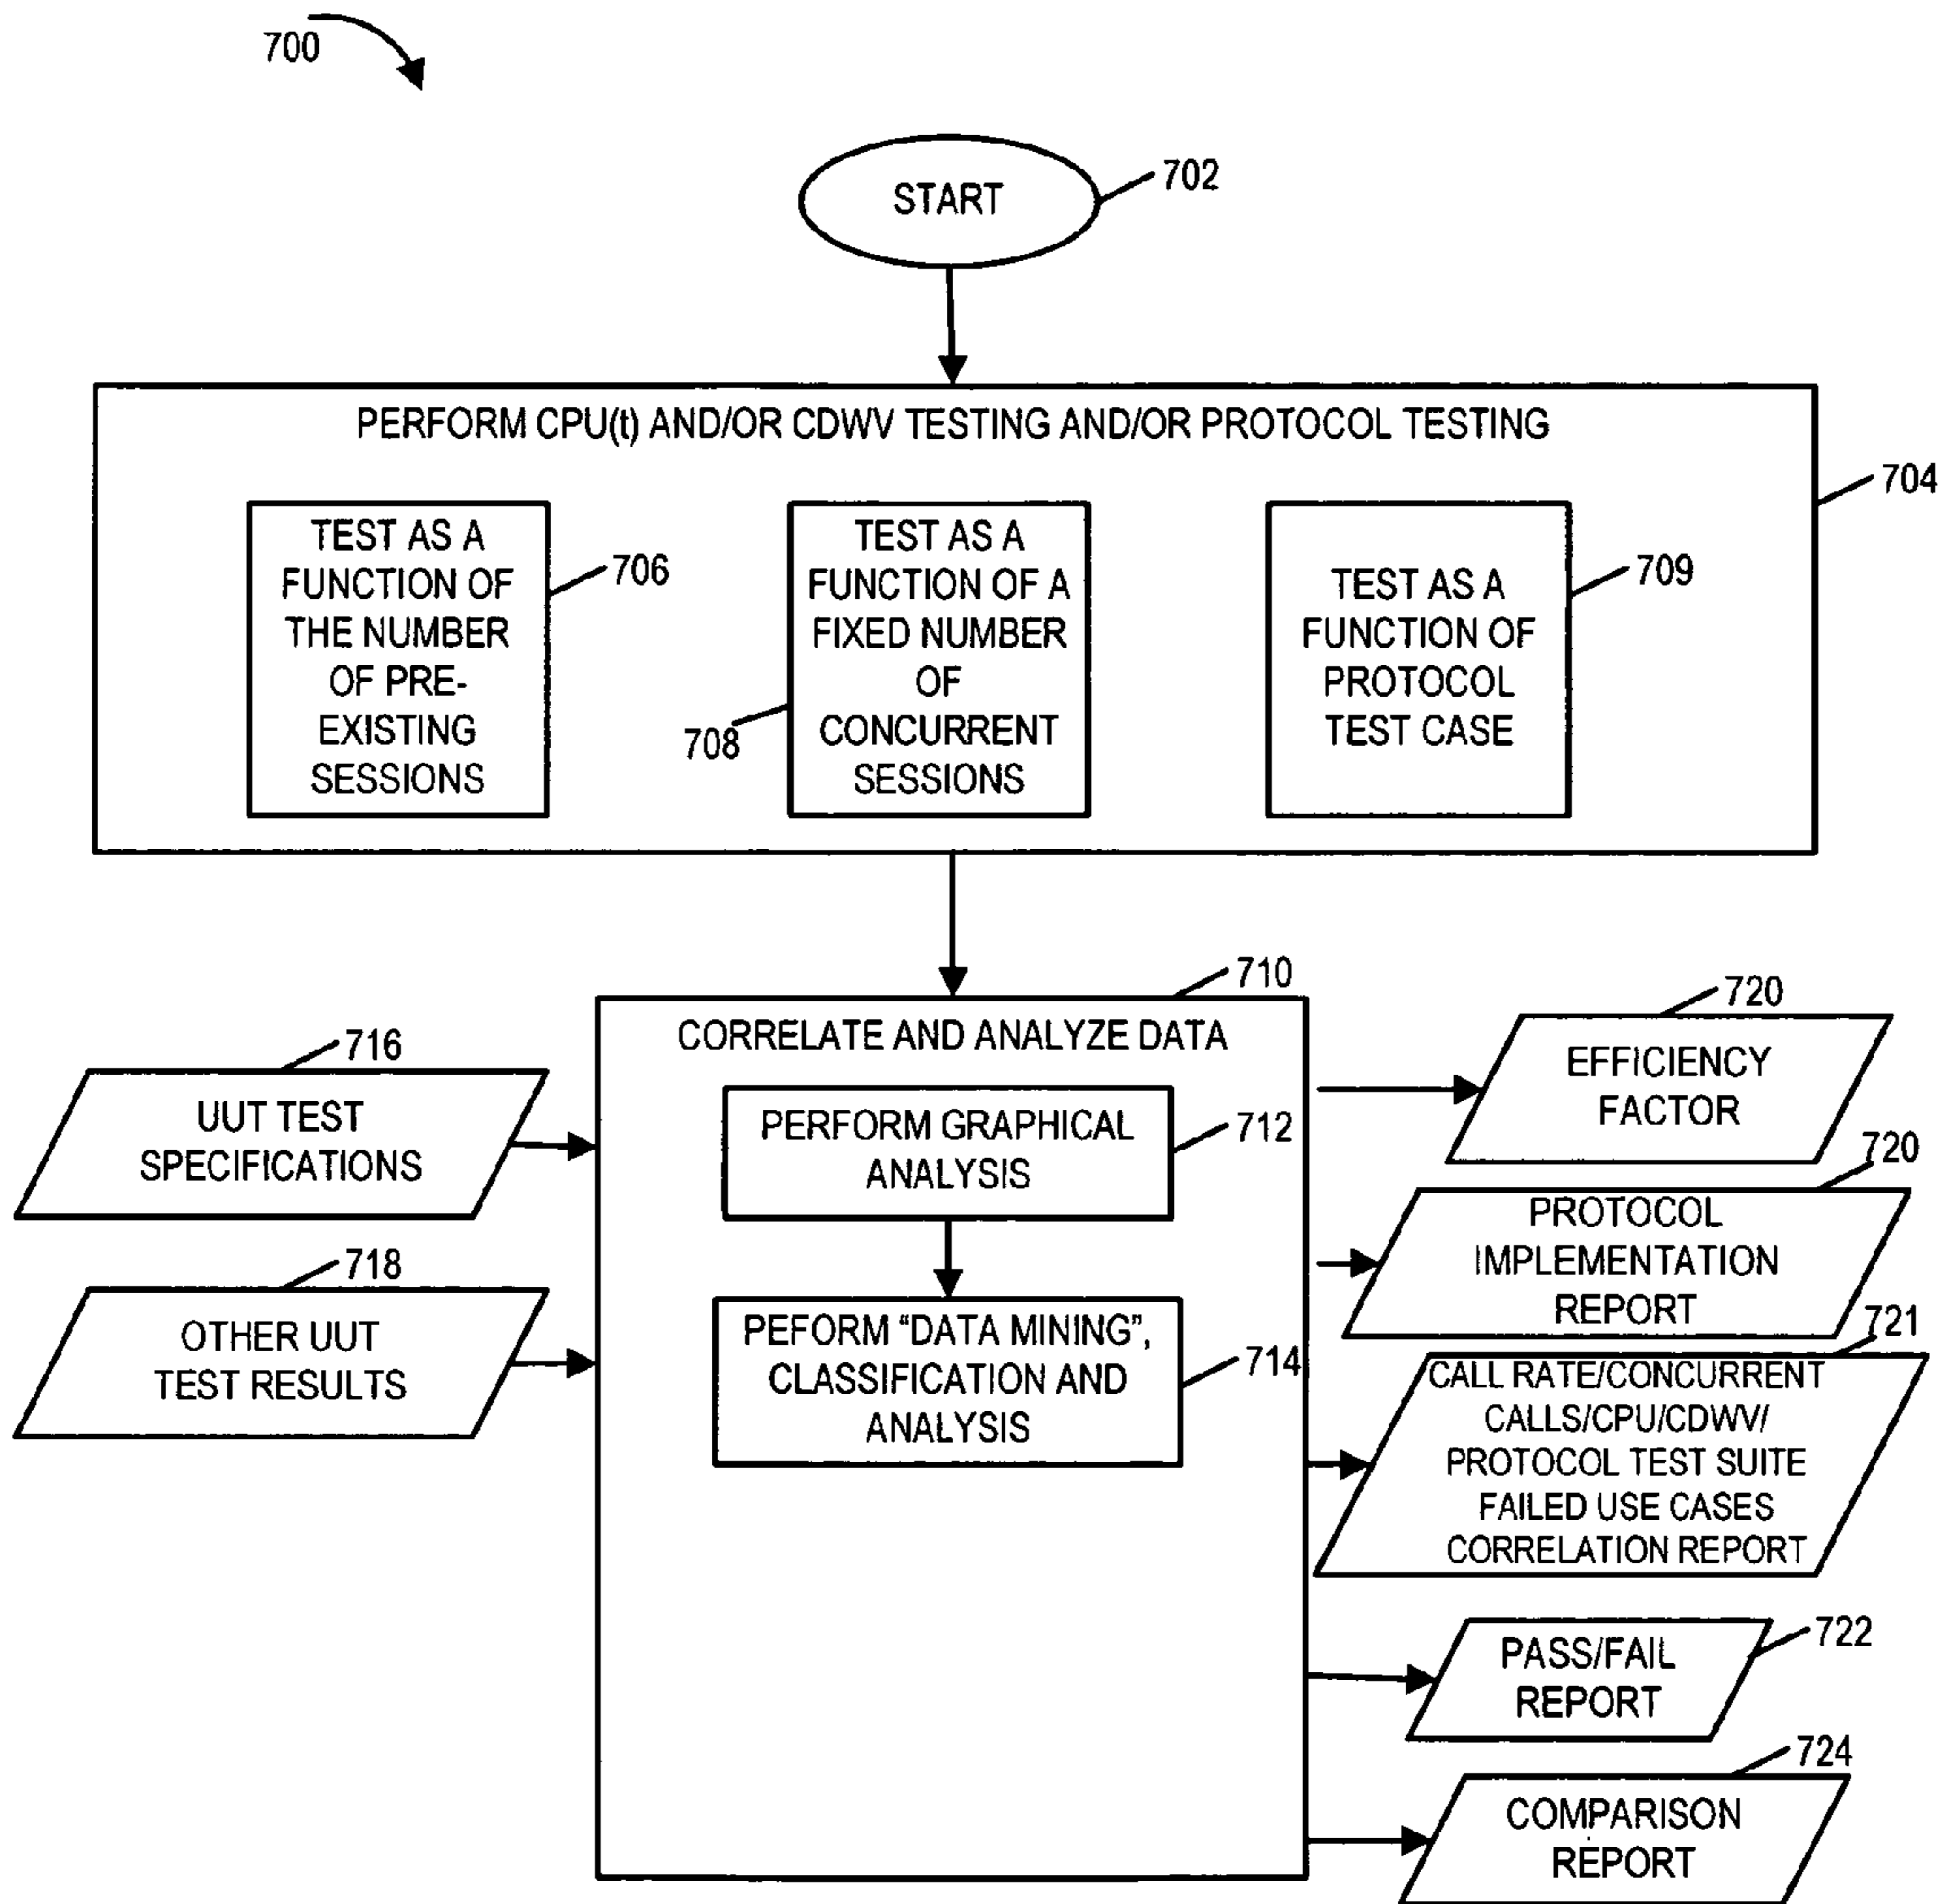 700
START
702
PERFORM CPU(t) AND/OR CDWV TESTING AND/OR PROTOCOL TESTING
704
TEST AS A
FUNCTION OF
THE NUMBER
OF PRE-
EXISTING
SESSIONS
706
TEST AS A
FUNCTION OF A
FIXED NUMBER
OF
CONCURRENT
SESSIONS
708
TEST AS A
FUNCTION OF
PROTOCOL
TEST CASE
709
710
CORRELATE AND ANALYZE DATA
PERFORM GRAPHICAL
ANALYSIS
712
PEFORM “DATA MINING”,
CLASSIFICATION AND
ANALYSIS
714
716
UUT TEST
SPECIFICATIONS
718
OTHER UUT
TEST RESULTS
720
EFFICIENCY
FACTOR
720
PROTOCOL
IMPLEMENTATION
REPORT
721
CALL RATE/CONCURRENT
CALLS/CPU/CDWV/
PROTOCOL TEST SUITE
FAILED USE CASES
CORRELATION REPORT
722
PASS/FAIL
REPORT
724
COMPARISON
REPORT